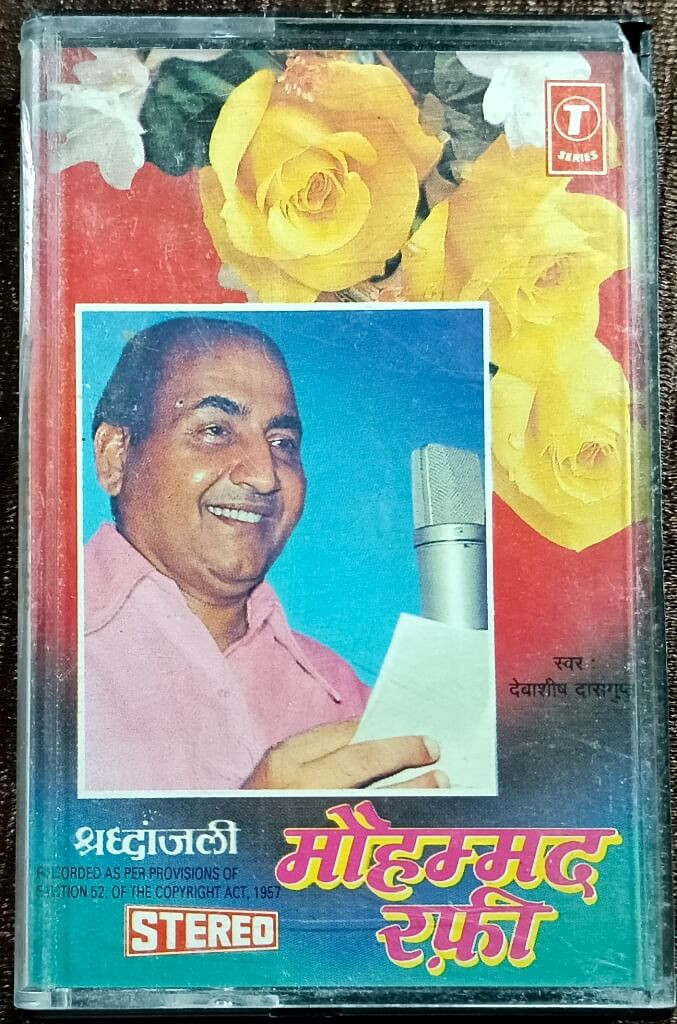 T
SERIES
स्वर :
देबाशीष दासगुप्त
श्रध्दांजली
मौहम्मद
रफ़ी
RECORDED AS PER PROVISIONS OF
SECTION 52, OF THE COPYRIGHT ACT, 1957
STEREO